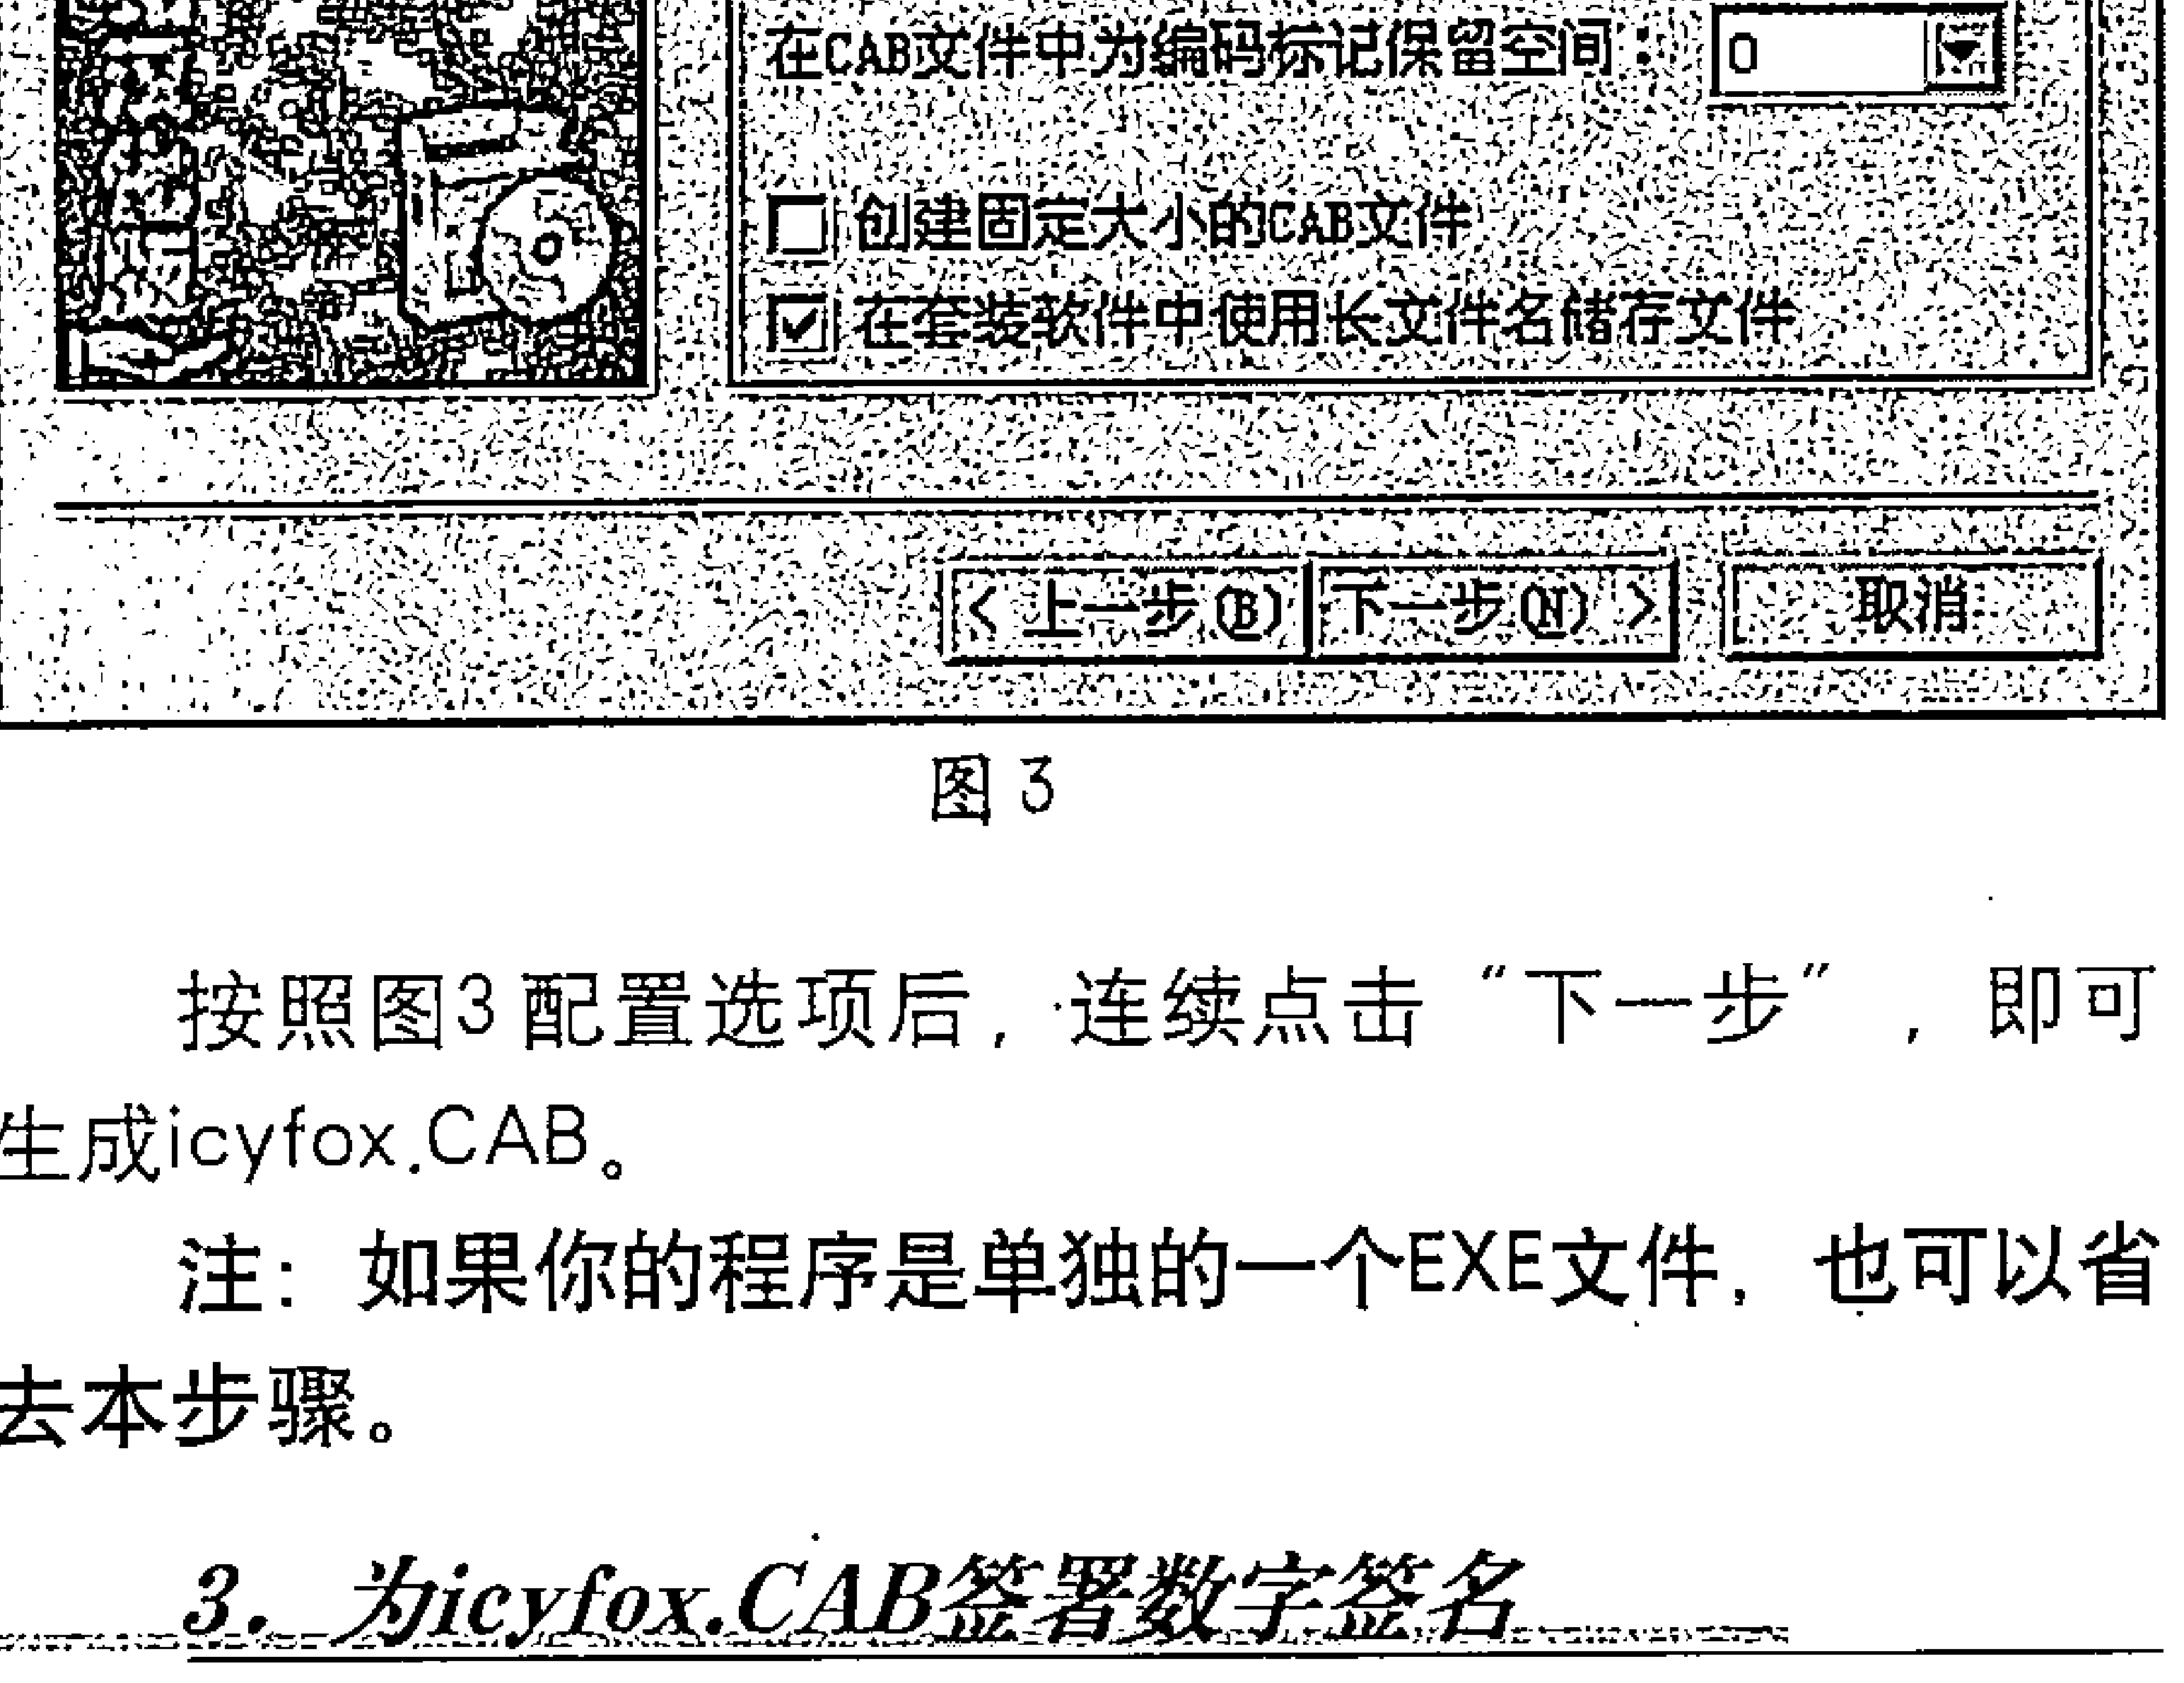 在CAB文件中为编码标记保留空间： 0
创建固定大小的CAB文件
在套装软件中使用长文件名储存文件
< 上一步(B) 下一步(N) > 取消
图 3
按照图3配置选项后，连续点击“下一步”，即可
生成icyfox.CAB。
注：如果你的程序是单独的一个EXE文件，也可以省
去本步骤。
3. 为icyfox.CAB签署数字签名